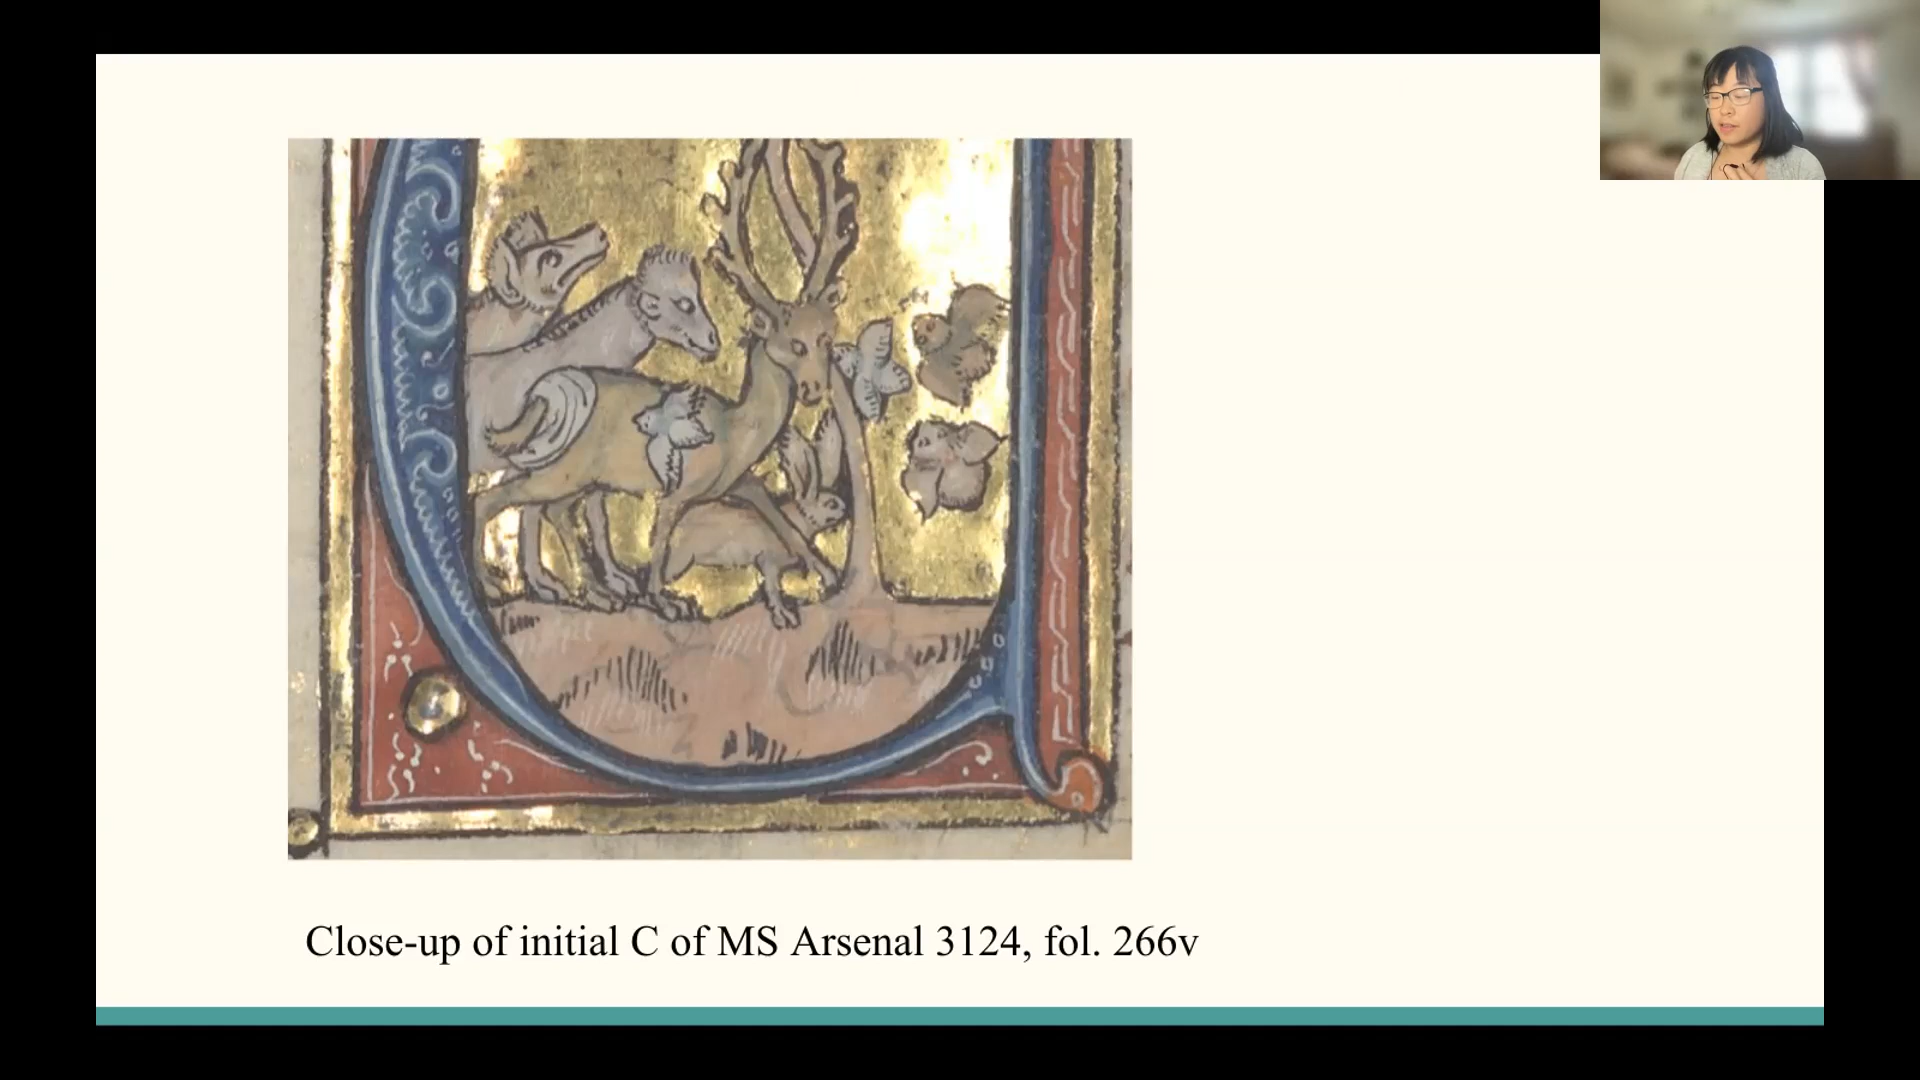 Close-up of initial C of MS Arsenal 3124, fol. 266v